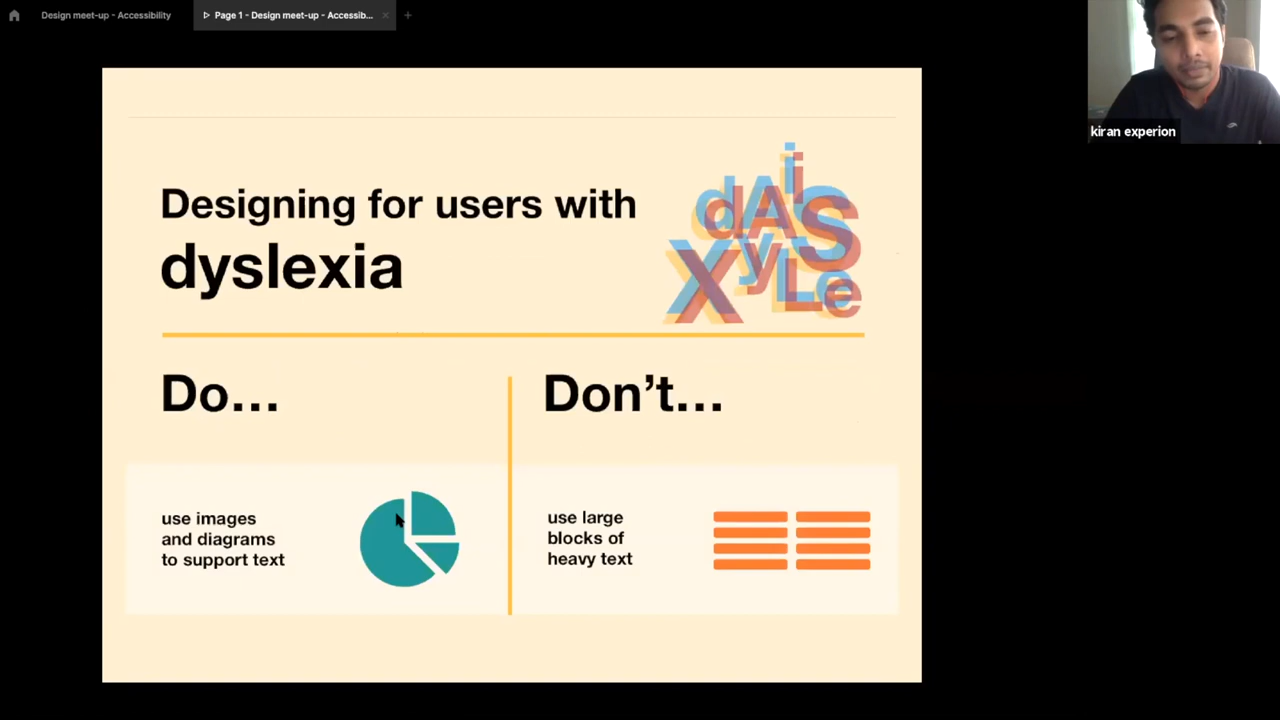 Design meet-up - Accessibility
Page 1 - Design meet-up - Accessib...
kiran experion
Designing for users with
dyslexia
d A i S
X y L e
Do...
Don't...
use images
and diagrams
to support text
use large
blocks of
heavy text